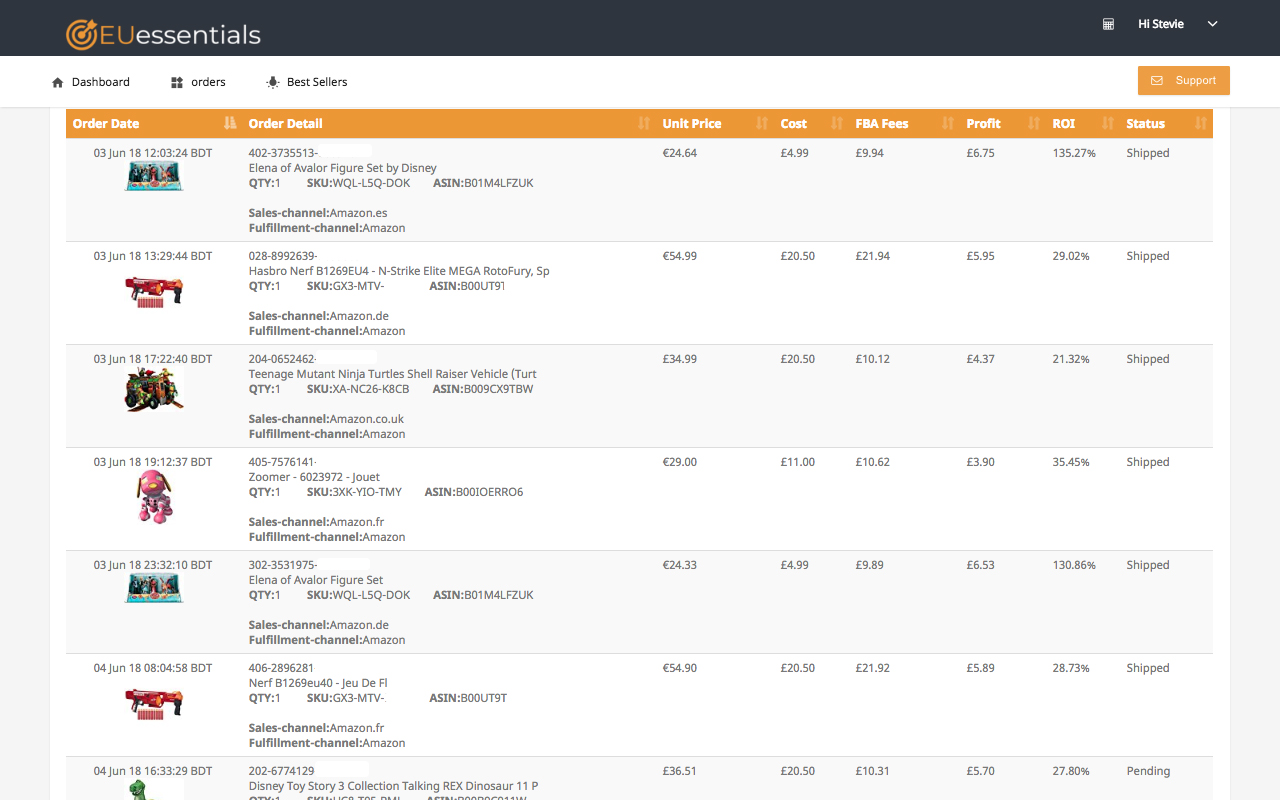 EUessentials
Hi Stevie
Dashboard orders Best Sellers Support
Order Date Order Detail Unit Price Cost FBA Fees Profit ROI Status
03 Jun 18 12:03:24 BDT 402-3735513- €24.64 £4.99 £9.94 £6.75 135.27% Shipped
Elena of Avalor Figure Set by Disney
QTY:1 SKU:WQL-L5Q-DOK ASIN:B01M4LFZUK
Sales-channel:Amazon.es
Fulfillment-channel:Amazon
03 Jun 18 13:29:44 BDT 028-8992639- €54.99 £20.50 £21.94 £5.95 29.02% Shipped
Hasbro Nerf B1269EU4 - N-Strike Elite MEGA RotoFury, Sp
QTY:1 SKU:GX3-MTV- ASIN:B00UT91
Sales-channel:Amazon.de
Fulfillment-channel:Amazon
03 Jun 18 17:22:40 BDT 204-0652462- £34.99 £20.50 £10.12 £4.37 21.32% Shipped
Teenage Mutant Ninja Turtles Shell Raiser Vehicle (Turt
QTY:1 SKU:XA-NC26-K8CB ASIN:B009CX9TBW
Sales-channel:Amazon.co.uk
Fulfillment-channel:Amazon
03 Jun 18 19:12:37 BDT 405-7576141- €29.00 £11.00 £10.62 £3.90 35.45% Shipped
Zoomer - 6023972 - Jouet
QTY:1 SKU:3XK-YIO-TMY ASIN:B00IOERRO6
Sales-channel:Amazon.fr
Fulfillment-channel:Amazon
03 Jun 18 23:32:10 BDT 302-3531975- €24.33 £4.99 £9.89 £6.53 130.86% Shipped
Elena of Avalor Figure Set
QTY:1 SKU:WQL-L5Q-DOK ASIN:B01M4LFZUK
Sales-channel:Amazon.de
Fulfillment-channel:Amazon
04 Jun 18 08:04:58 BDT 406-2896281 €54.90 £20.50 £21.92 £5.89 28.73% Shipped
Nerf B1269eu40 - Jeu De Fl
QTY:1 SKU:GX3-MTV- ASIN:B00UT9T
Sales-channel:Amazon.fr
Fulfillment-channel:Amazon
04 Jun 18 16:33:29 BDT 202-6774129 £36.51 £20.50 £10.31 £5.70 27.80% Pending
Disney Toy Story 3 Collection Talking REX Dinosaur 11 P